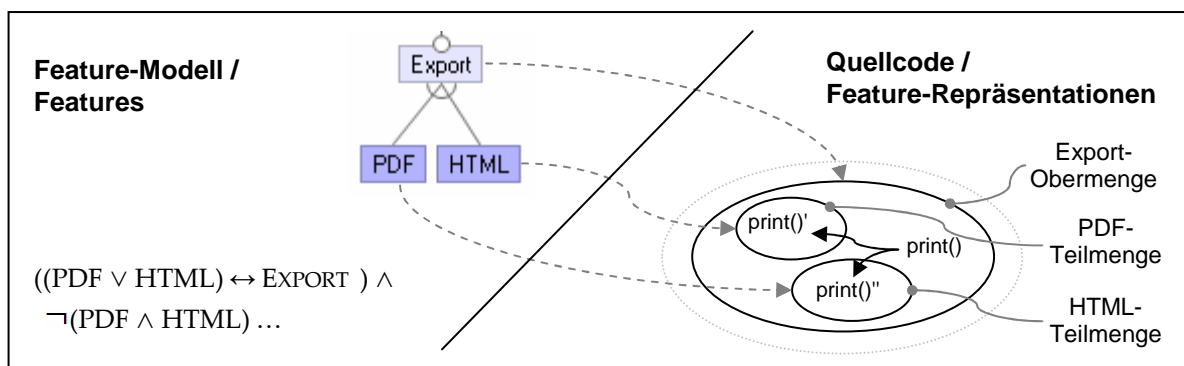 Feature-Modell /
Features
Export
PDF
HTML
((PDF ∨ HTML) ↔ EXPORT ) ∧
¬(PDF ∧ HTML) …
Quellcode /
Feature-Repräsentationen
Export-
Obermenge
PDF-
Teilmenge
HTML-
Teilmenge
print()'
print()
print()"